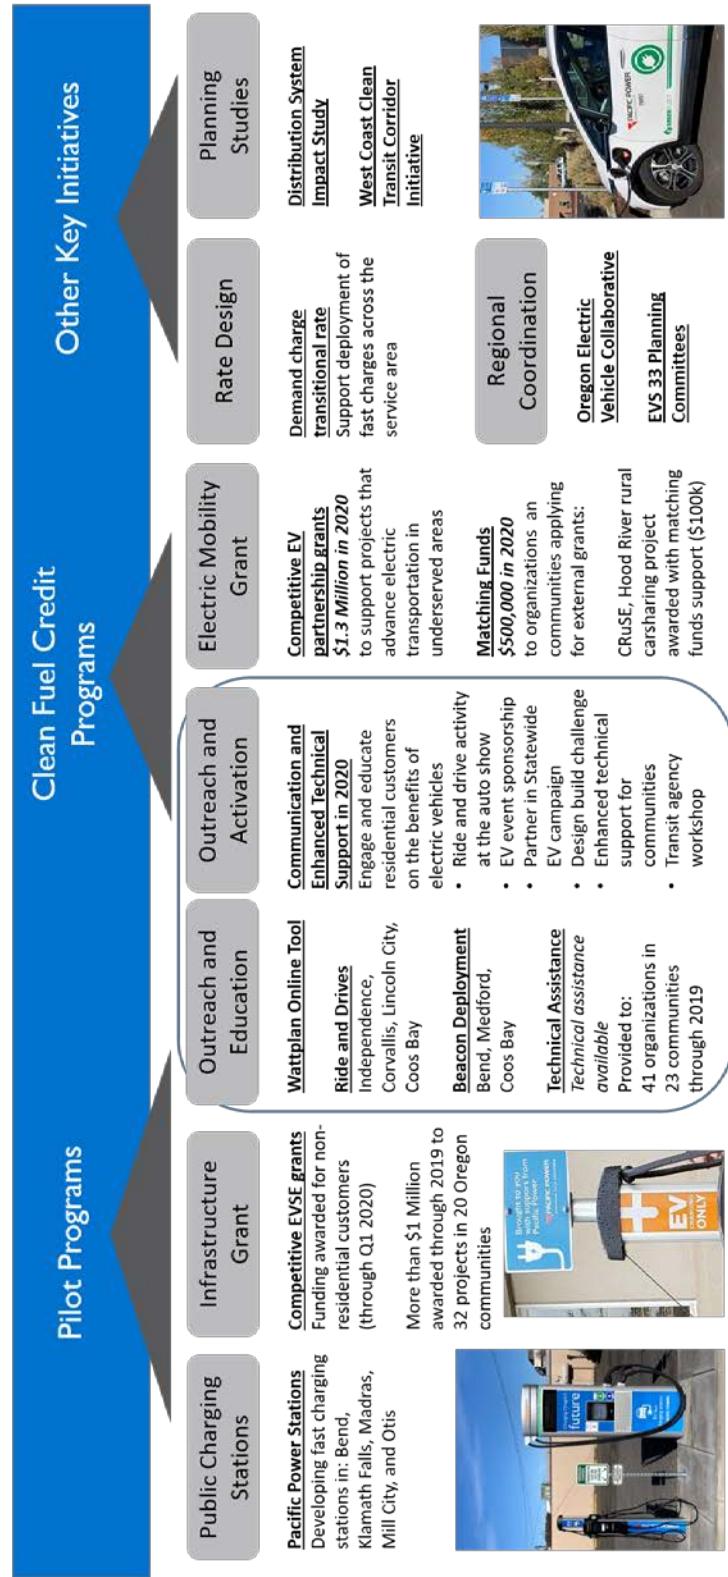 Pilot Programs
Clean Fuel Credit
Programs
Other Key Initiatives
Public Charging
Stations
Pacific Power Stations
Developing fast charging
stations in: Bend,
Klamath Falls, Madras,
Mill City, and Otis
future
Infrastructure
Grant
Competitive EVSE grants
Funding awarded for non-
residential customers
(through Q1 2020)
More than $1 Million
awarded through 2019 to
32 projects in 20 Oregon
communities
Brought to you
with support from
Pacific Power
PACIFIC POWER
EV
ONLY
Outreach and
Education
Wattplan Online Tool
Ride and Drives
Independence,
Corvallis, Lincoln City,
Coos Bay
Beacon Deployment
Bend, Medford,
Coos Bay
Technical Assistance
Technical assistance
available
Provided to:
41 organizations in
23 communities
through 2019
Outreach and
Activation
Communication and
Enhanced Technical
Support in 2020
Engage and educate
residential customers
on the benefits of
electric vehicles
• Ride and drive activity
at the auto show
• EV event sponsorship
• Partner in Statewide
EV campaign
• Design build challenge
• Enhanced technical
support for
communities
• Transit agency
workshop
Electric Mobility
Grant
Competitive EV
partnership grants
$1.3 Million in 2020
to support projects that
advance electric
transportation in
underserved areas
Matching Funds
$500,000 in 2020
to organizations an
communities applying
for external grants:
CRuSE, Hood River rural
carsharing project
awarded with matching
funds support ($100k)
Rate Design
Demand charge
transitional rate
Support deployment of
fast charges across the
service area
Regional
Coordination
Oregon Electric
Vehicle Collaborative
EVS 33 Planning
Committees
Planning
Studies
Distribution System
Impact Study
West Coast Clean
Transit Corridor
Initiative
PACIFIC POWER